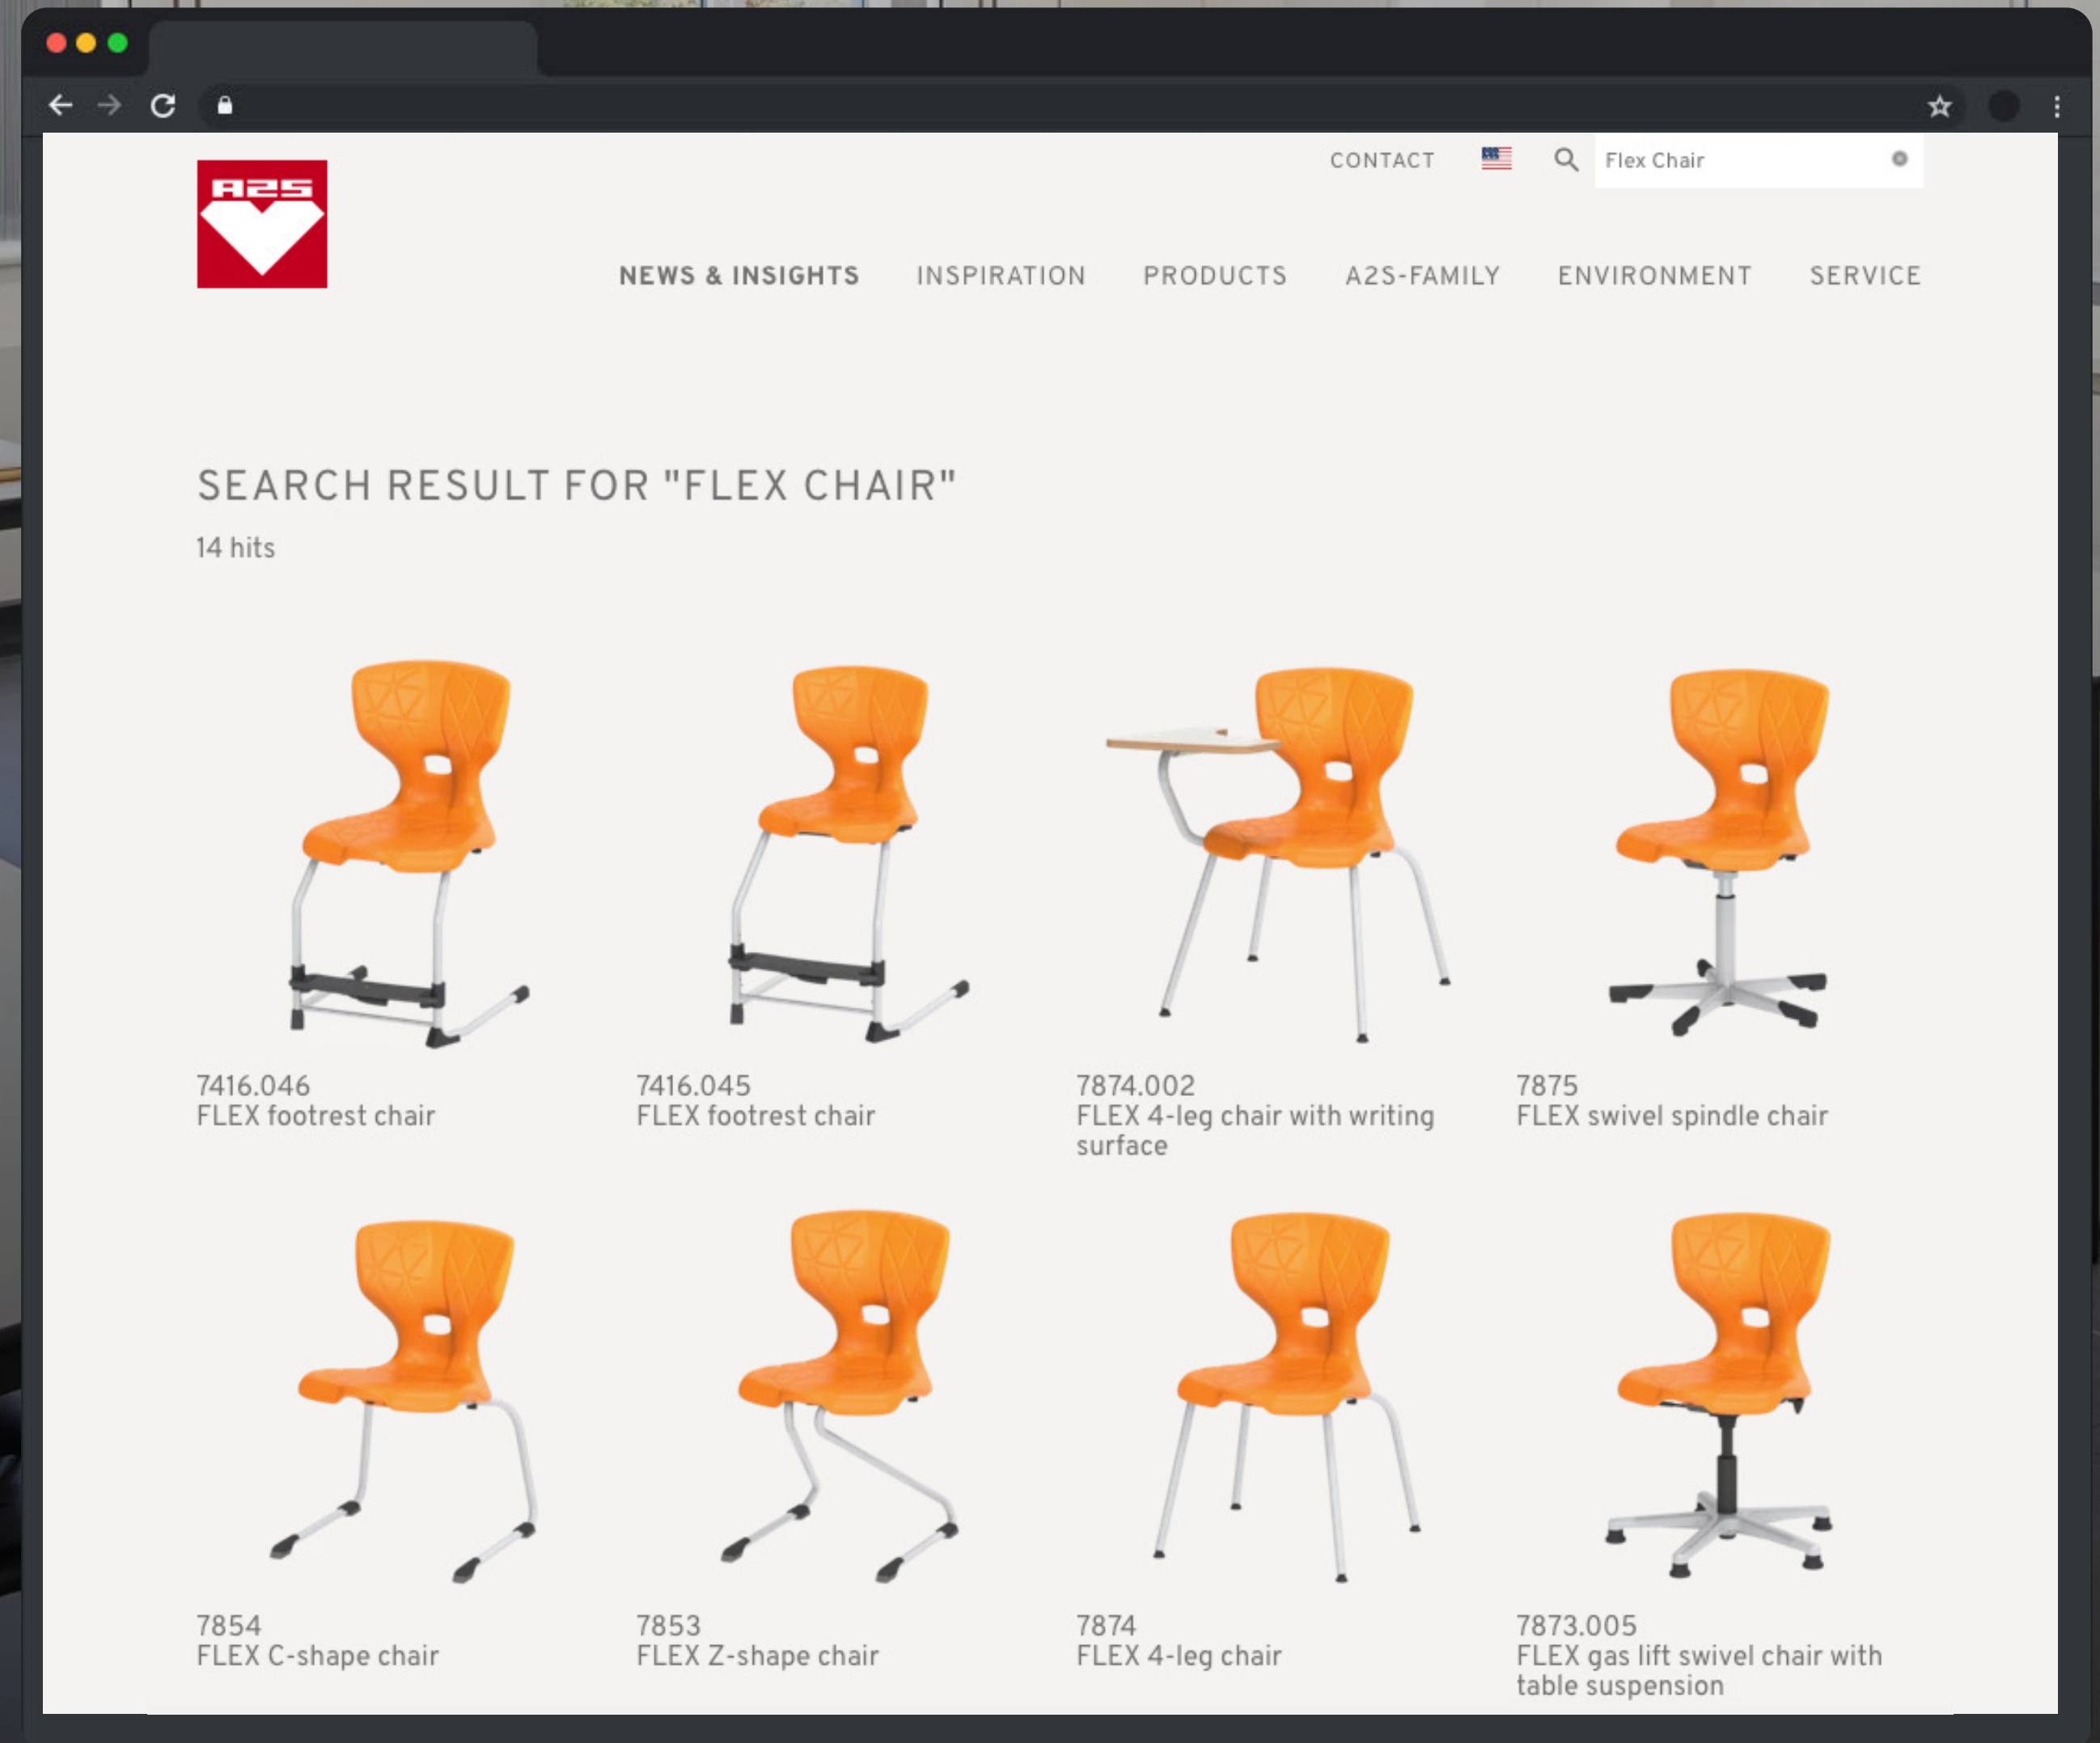 A2S
CONTACT
Flex Chair
NEWS & INSIGHTS INSPIRATION PRODUCTS A2S-FAMILY ENVIRONMENT SERVICE
SEARCH RESULT FOR "FLEX CHAIR"
14 hits
7416.046
FLEX footrest chair
7416.045
FLEX footrest chair
7874.002
FLEX 4-leg chair with writing
surface
7875
FLEX swivel spindle chair
7854
FLEX C-shape chair
7853
FLEX Z-shape chair
7874
FLEX 4-leg chair
7873.005
FLEX gas lift swivel chair with
table suspension